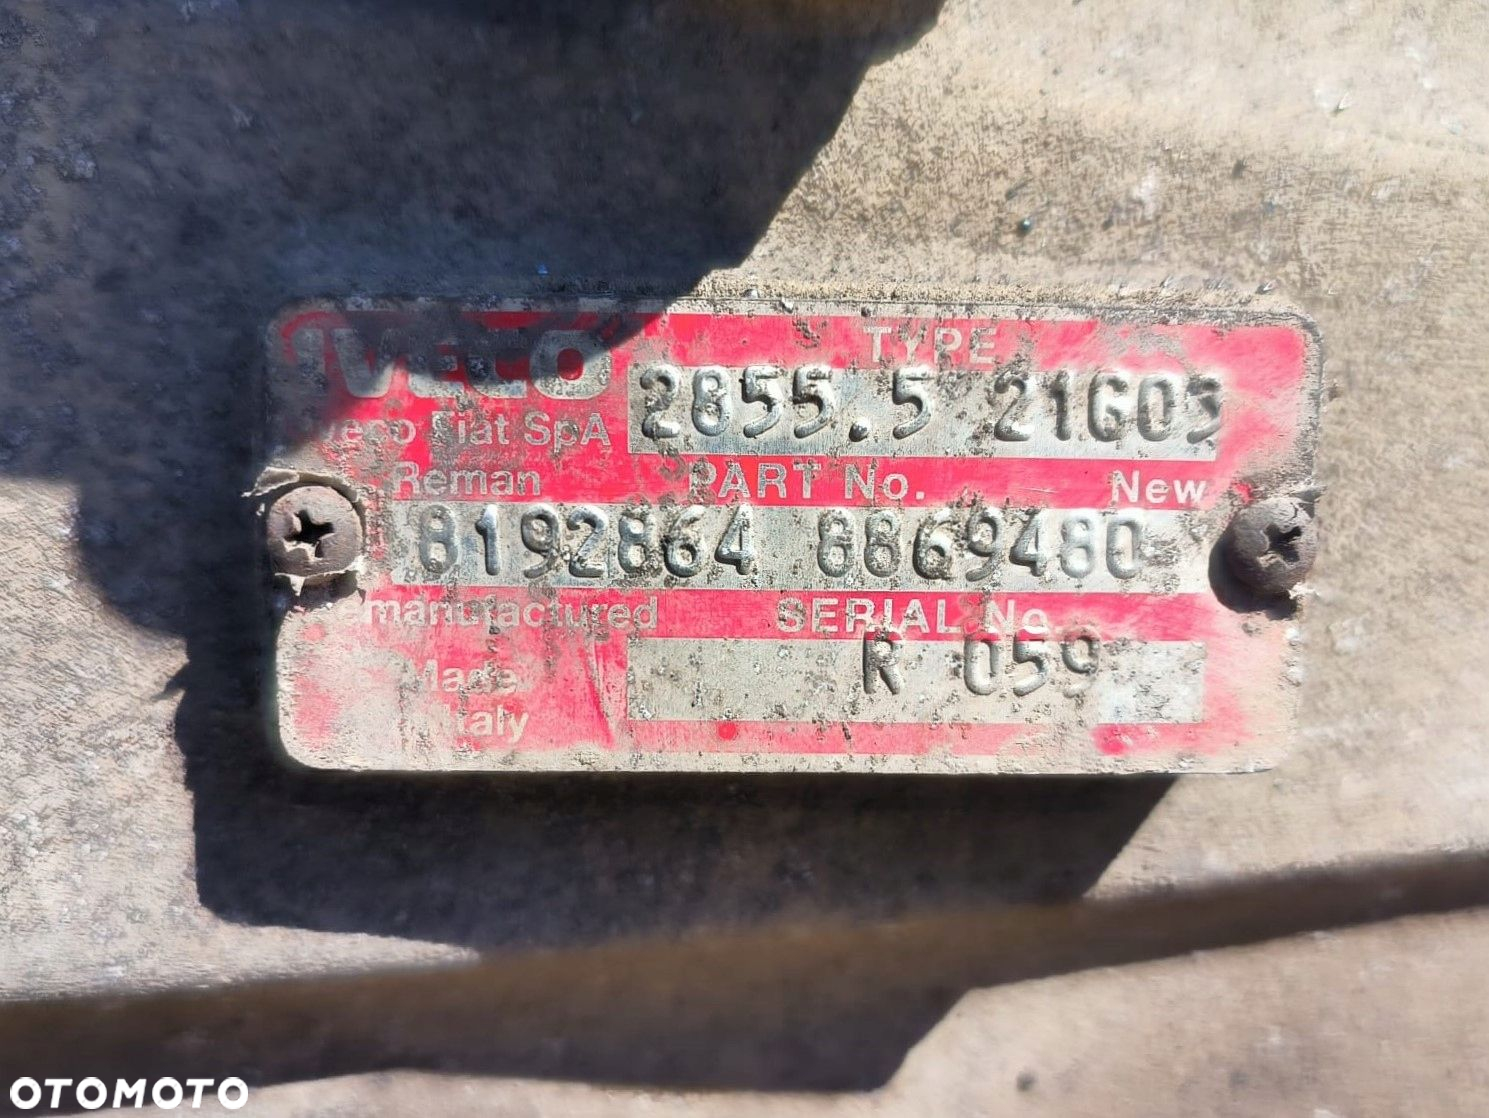 IVECO TYPE
Iveco Fiat SpA 2855.5 21G03
Reman PART No. New
8192864 8869480
manufactured SERIAL No.
Made R 059
Italy
OTOMOTO